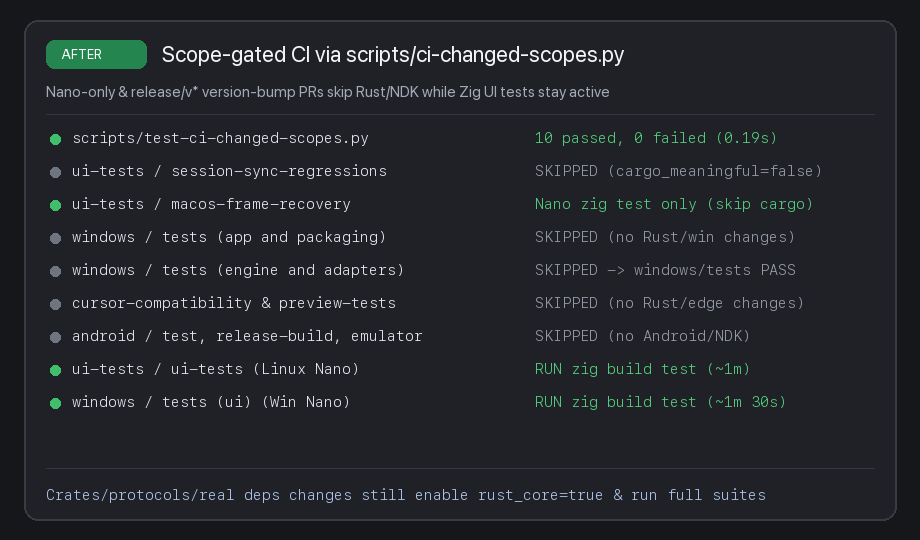 AFTER Scope-gated CI via scripts/ci-changed-scopes.py
Nano-only & release/v* version-bump PRs skip Rust/NDK while Zig UI tests stay active
scripts/test-ci-changed-scopes.py 10 passed, 0 failed (0.19s)
ui-tests / session-sync-regressions SKIPPED (cargo_meaningful=false)
ui-tests / macos-frame-recovery Nano zig test only (skip cargo)
windows / tests (app and packaging) SKIPPED (no Rust/win changes)
windows / tests (engine and adapters) SKIPPED -> windows/tests PASS
cursor-compatibility & preview-tests SKIPPED (no Rust/edge changes)
android / test, release-build, emulator SKIPPED (no Android/NDK)
ui-tests / ui-tests (Linux Nano) RUN zig build test (~1m)
windows / tests (ui) (Win Nano) RUN zig build test (~1m 30s)
Crates/protocols/real deps changes still enable rust_core=true & run full suites